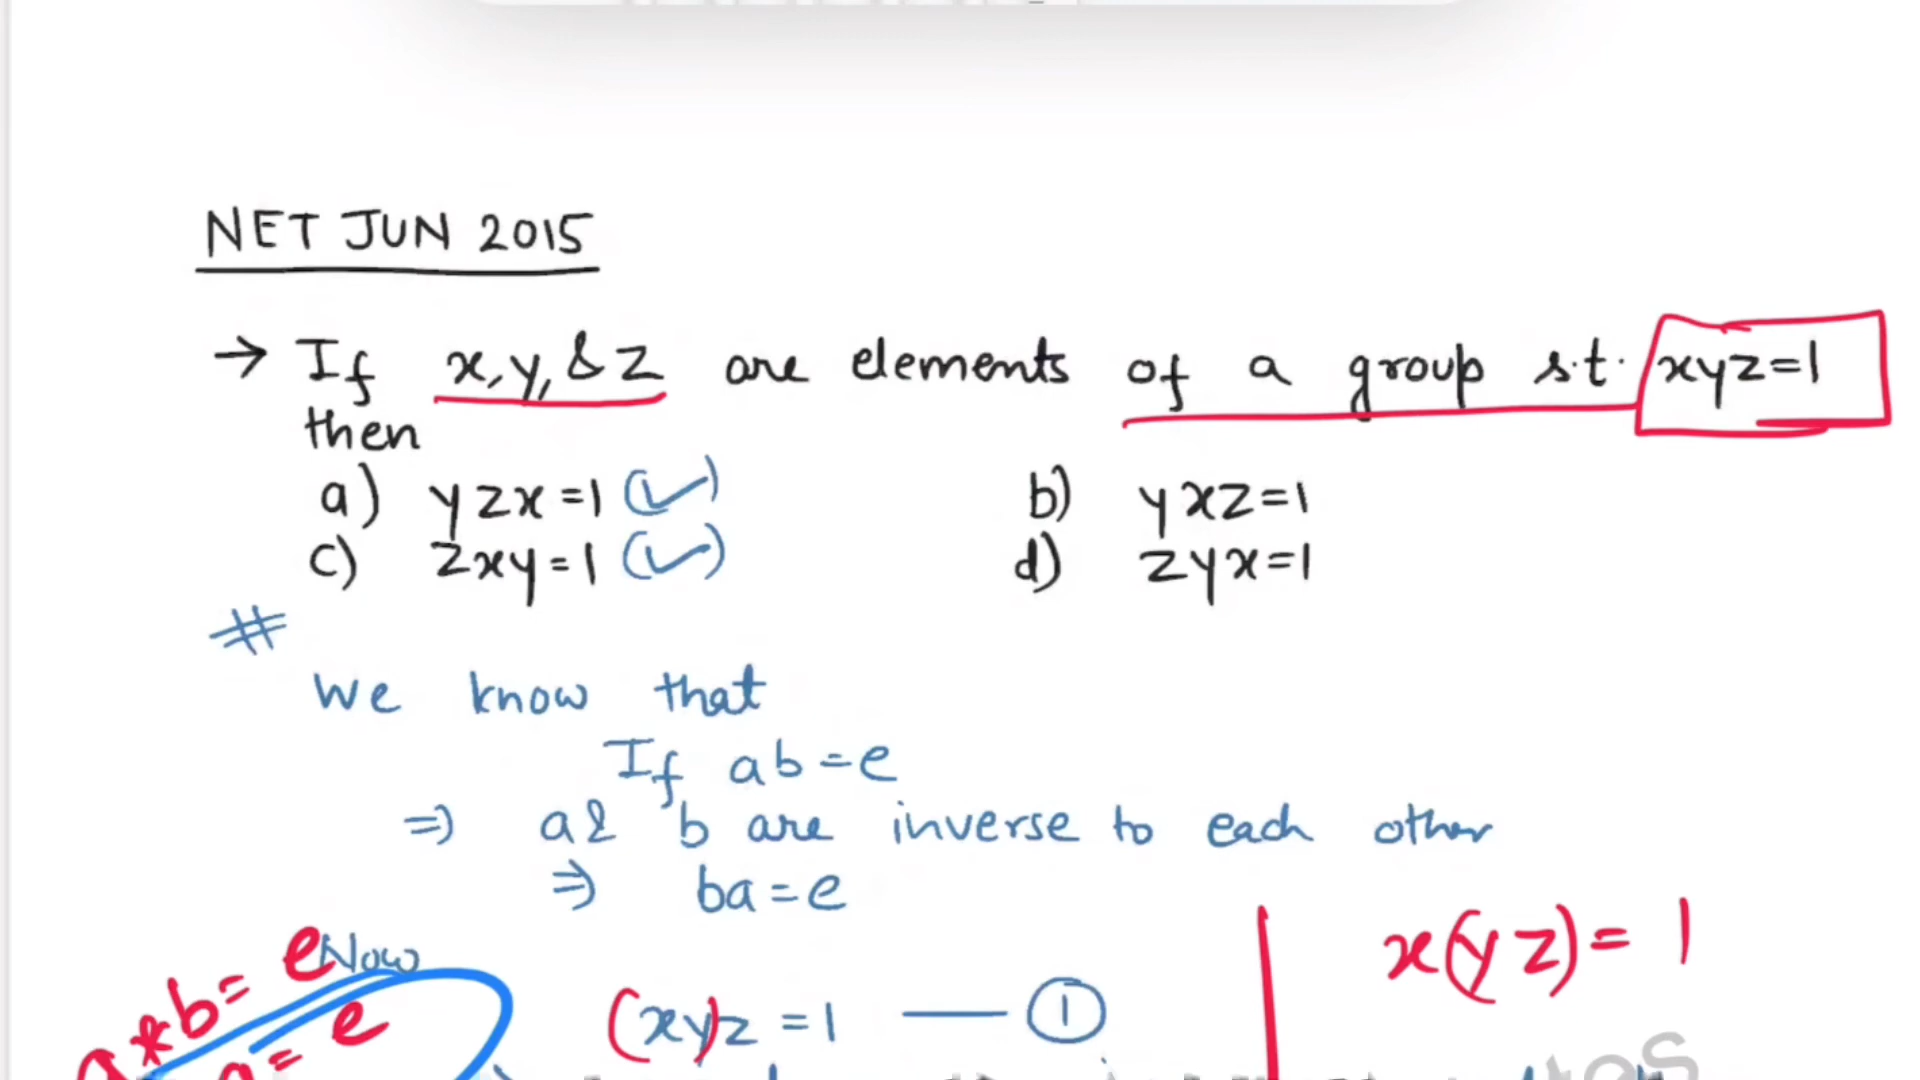 NET JUN 2015
→ If x, y, & z are elements of a group s.t. xyz=1
then
a) yzx=1 (✓) b) yxz=1
c) zxy=1 (✓) d) zyx=1
#
We know that
If ab=e
⇒ a & b are inverse to each other
⇒ ba=e
a*b= e Now
a= e
x(yz)= 1
(xy)z =1 —— ①